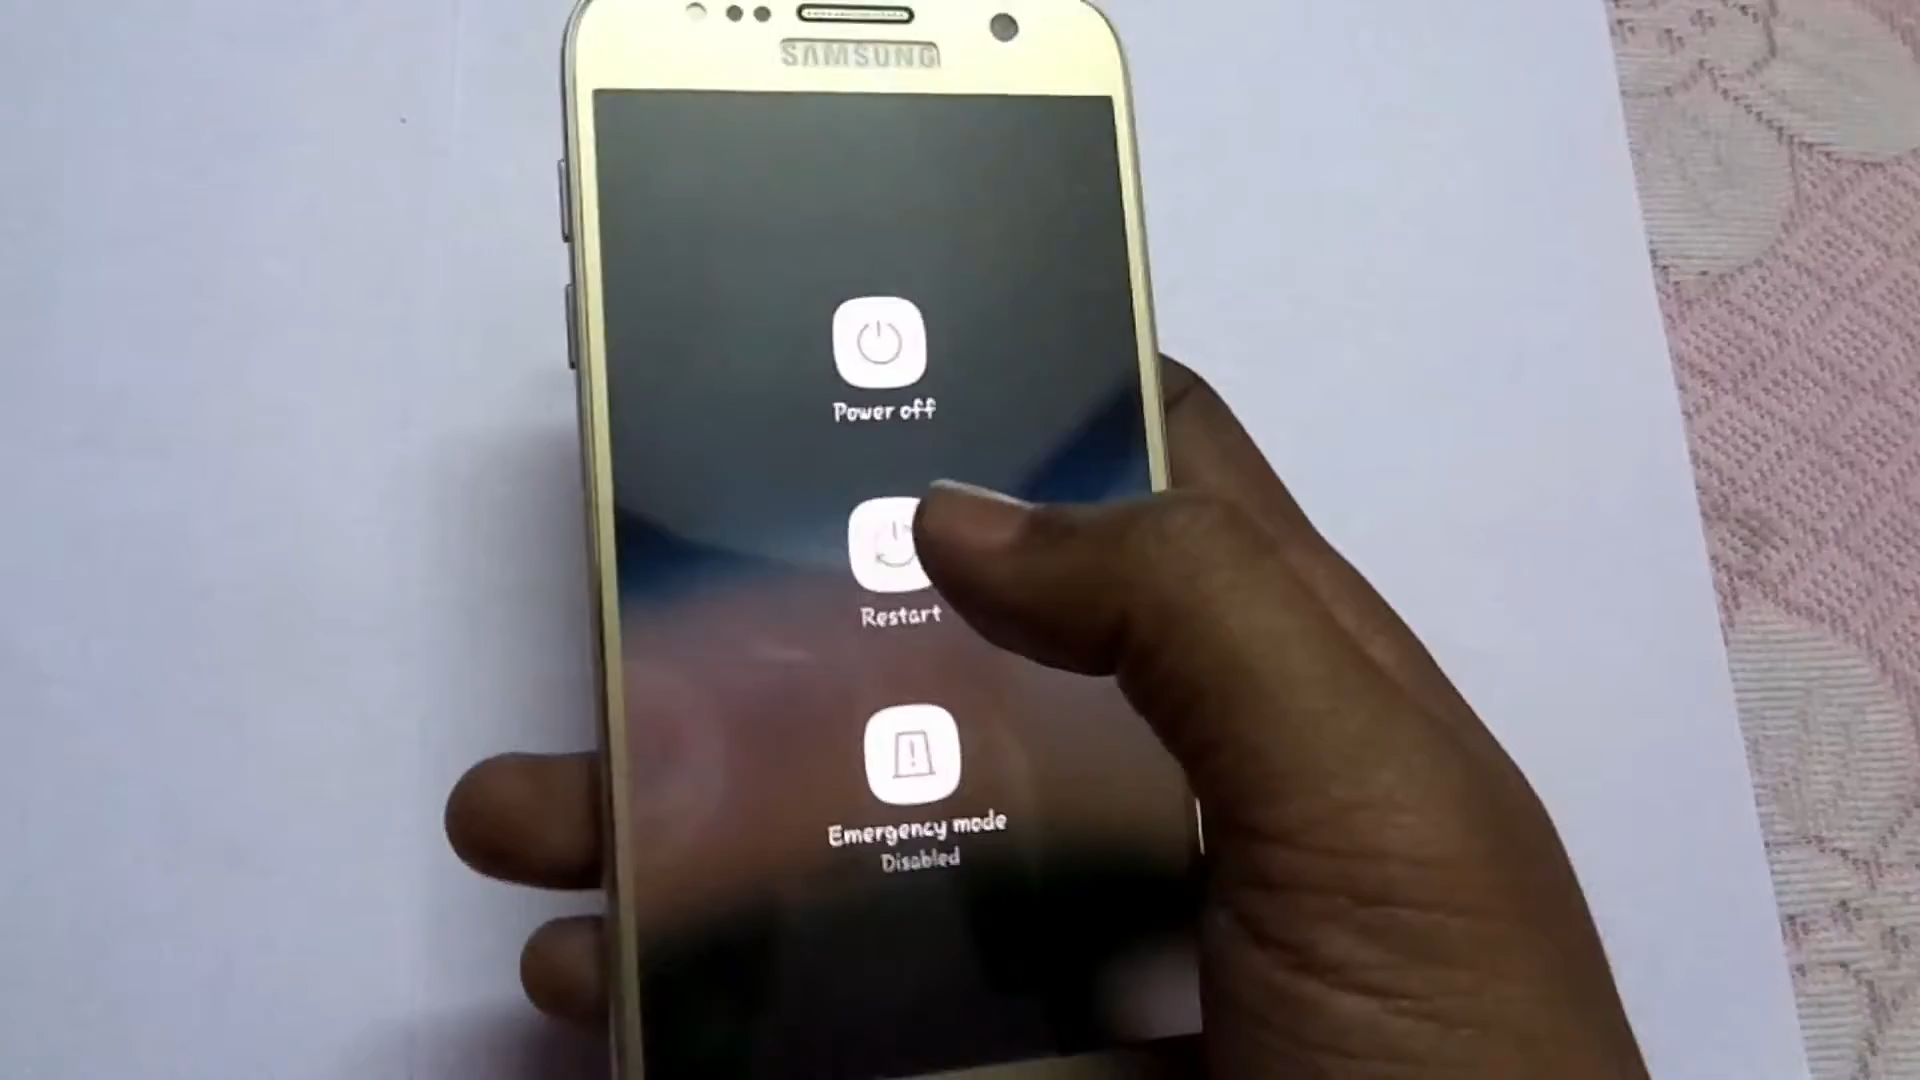 SAMSUNG
Power off
Restart
Emergency mode
Disabled